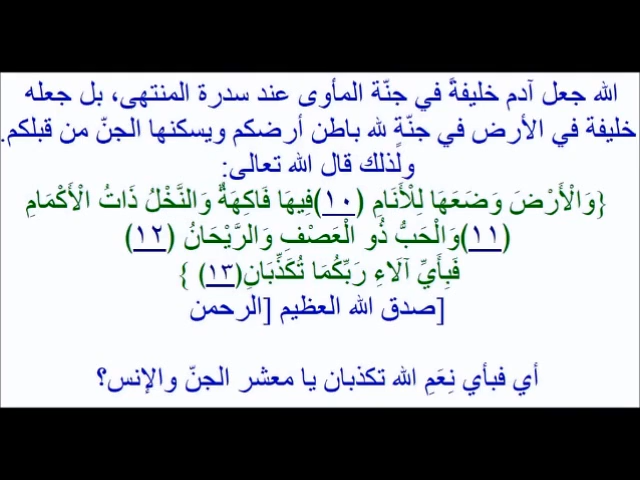 الله جعل آدم خليفةً في جنّة المأوى عند سدرة المنتهى، بل جعله
خليفة في الأرض في جنّةٍ لله باطن أرضكم ويسكنها الجنّ من قبلكم.
ولذلك قال الله تعالى:
{وَالْأَرْضَ وَضَعَهَا لِلْأَنَامِ (١٠)فِيهَا فَاكِهَةٌ وَالنَّخْلُ ذَاتُ الْأَكْمَامِ
(١١)وَالْحَبُّ ذُو الْعَصْفِ وَالرَّيْحَانُ (١٢)
فَبِأَيِّ آلَاءِ رَبِّكُمَا تُكَذِّبَانِ(١٣) }
[صدق الله العظيم [الرحمن
أي فبأي نِعَمِ الله تكذبان يا معشر الجنّ والإنس؟